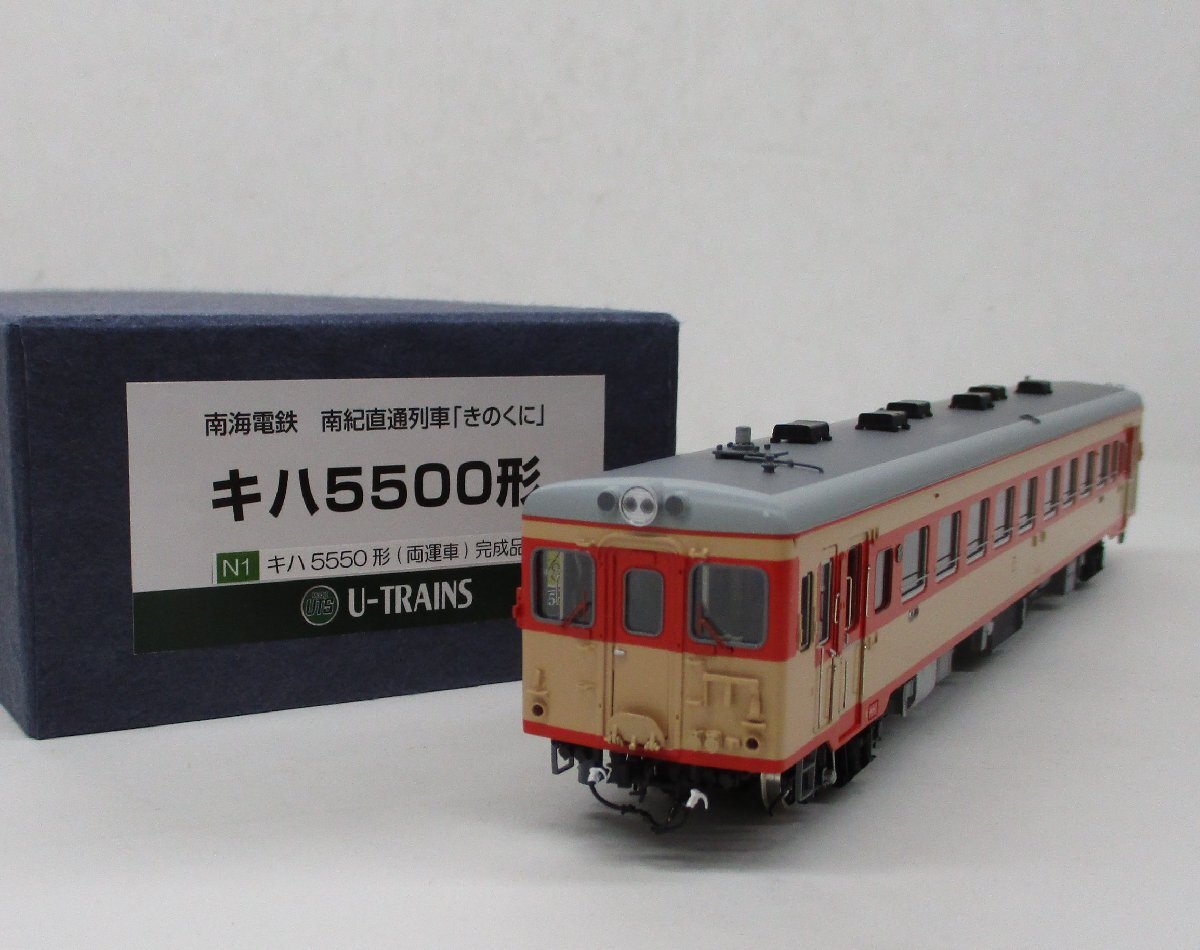 南海電鉄 南紀直通列車「きのくに」
キハ5500形
N1 キハ5550形(両運車)完成品
UTS U-TRAINS